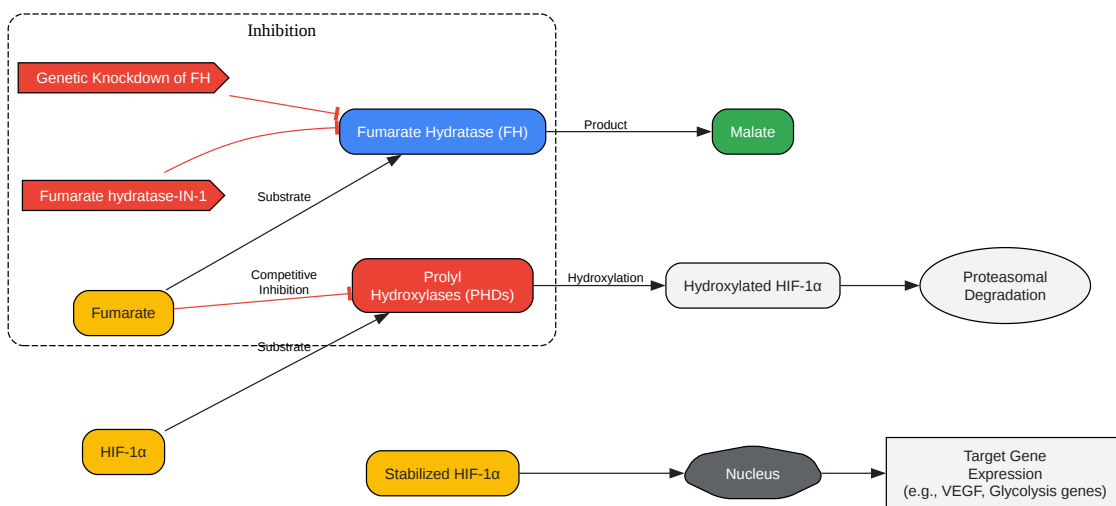 Inhibition
Genetic Knockdown of FH
Fumarate Hydratase (FH)
Product
Malate
Fumarate hydratase-IN-1
Substrate
Competitive
Inhibition
Prolyl
Hydroxylases (PHDs)
Hydroxylation
Hydroxylated HIF-1α
Proteasomal
Degradation
Fumarate
Substrate
HIF-1α
Stabilized HIF-1α
Nucleus
Target Gene
Expression
(e.g., VEGF, Glycolysis genes)